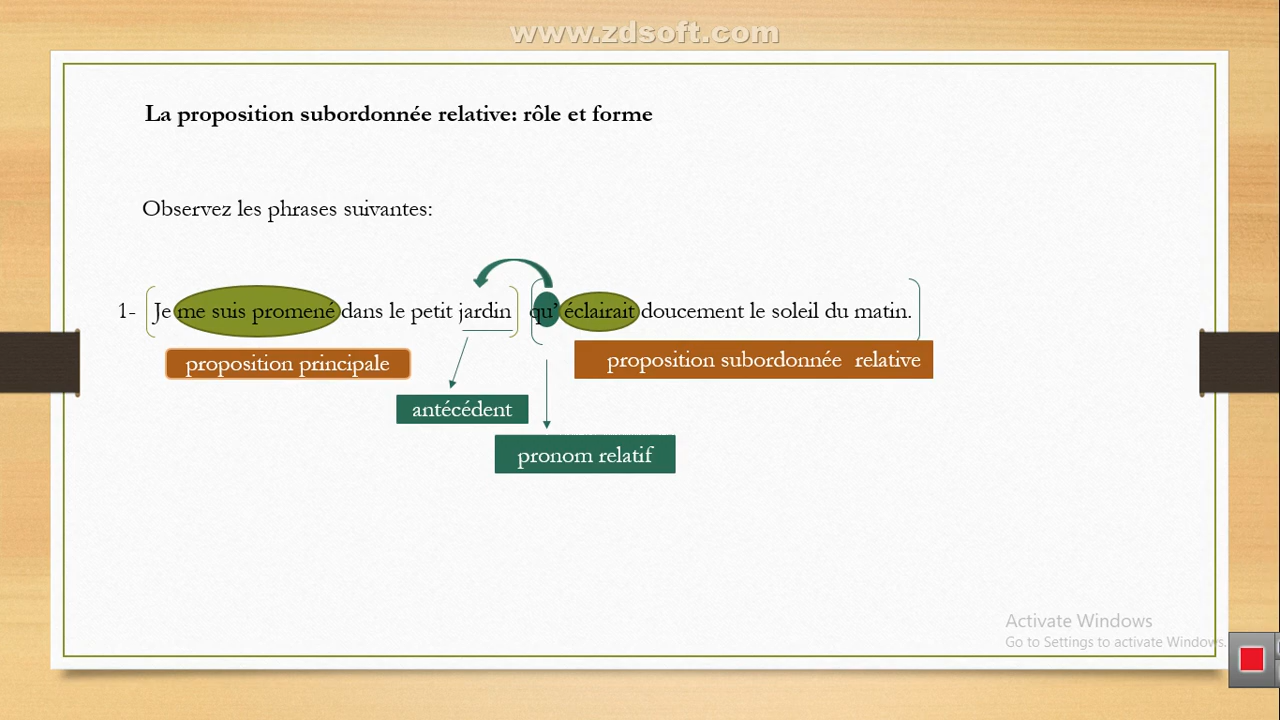 www.zdsoft.com
La proposition subordonnée relative: rôle et forme
Observez les phrases suivantes:
1- Je me suis promené dans le petit jardin qu' éclairait doucement le soleil du matin.
proposition principale
proposition subordonnée relative
antécédent
pronom relatif
Activate Windows
Go to Settings to activate Windows.